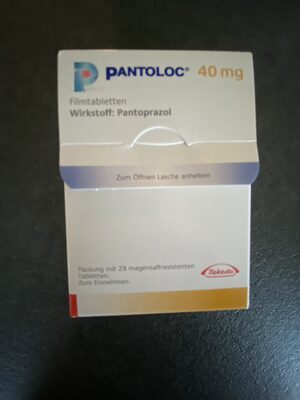 PANTOLOC® 40 mg
Filmtabletten
Wirkstoff: Pantoprazol
Zum Öffnen Lasche anheben
Packung mit 28 magensaftresistenten
Tabletten.
Zum Einnehmen.
Takeda